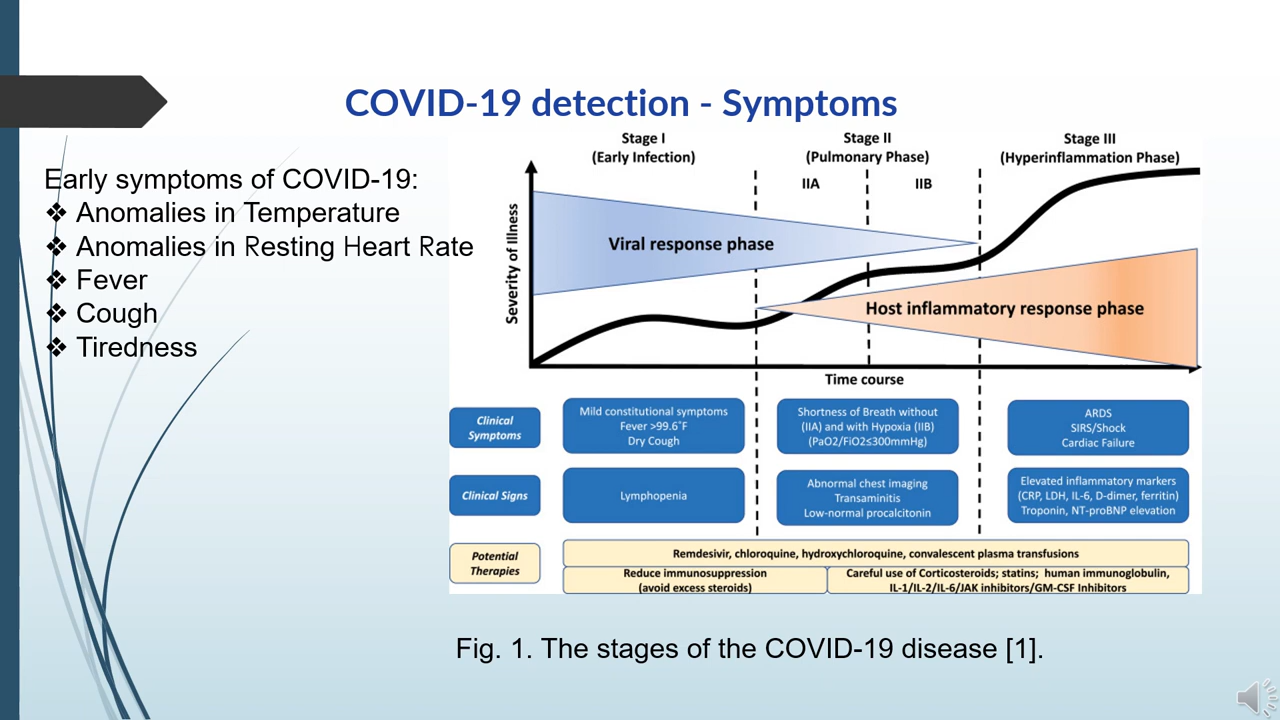 COVID-19 detection - Symptoms
Early symptoms of COVID-19:
❖ Anomalies in Temperature
❖ Anomalies in Resting Heart Rate
❖ Fever
❖ Cough
❖ Tiredness
Stage I
(Early Infection)
Stage II
(Pulmonary Phase)
IIA
IIB
Stage III
(Hyperinflammation Phase)
Severity of Illness
Viral response phase
Host inflammatory response phase
Time course
Clinical
Symptoms
Mild constitutional symptoms
Fever >99.6°F
Dry Cough
Shortness of Breath without
(IIA) and with Hypoxia (IIB)
(PaO2/FiO2≤300mmHg)
ARDS
SIRS/Shock
Cardiac Failure
Clinical Signs
Lymphopenia
Abnormal chest imaging
Transaminitis
Low-normal procalcitonin
Elevated inflammatory markers
(CRP, LDH, IL-6, D-dimer, ferritin)
Troponin, NT-proBNP elevation
Potential
Therapies
Remdesivir, chloroquine, hydroxychloroquine, convalescent plasma transfusions
Reduce immunosuppression
(avoid excess steroids)
Careful use of Corticosteroids; statins; human immunoglobulin,
IL-1/IL-2/IL-6/JAK inhibitors/GM-CSF Inhibitors
Fig. 1. The stages of the COVID-19 disease [1].